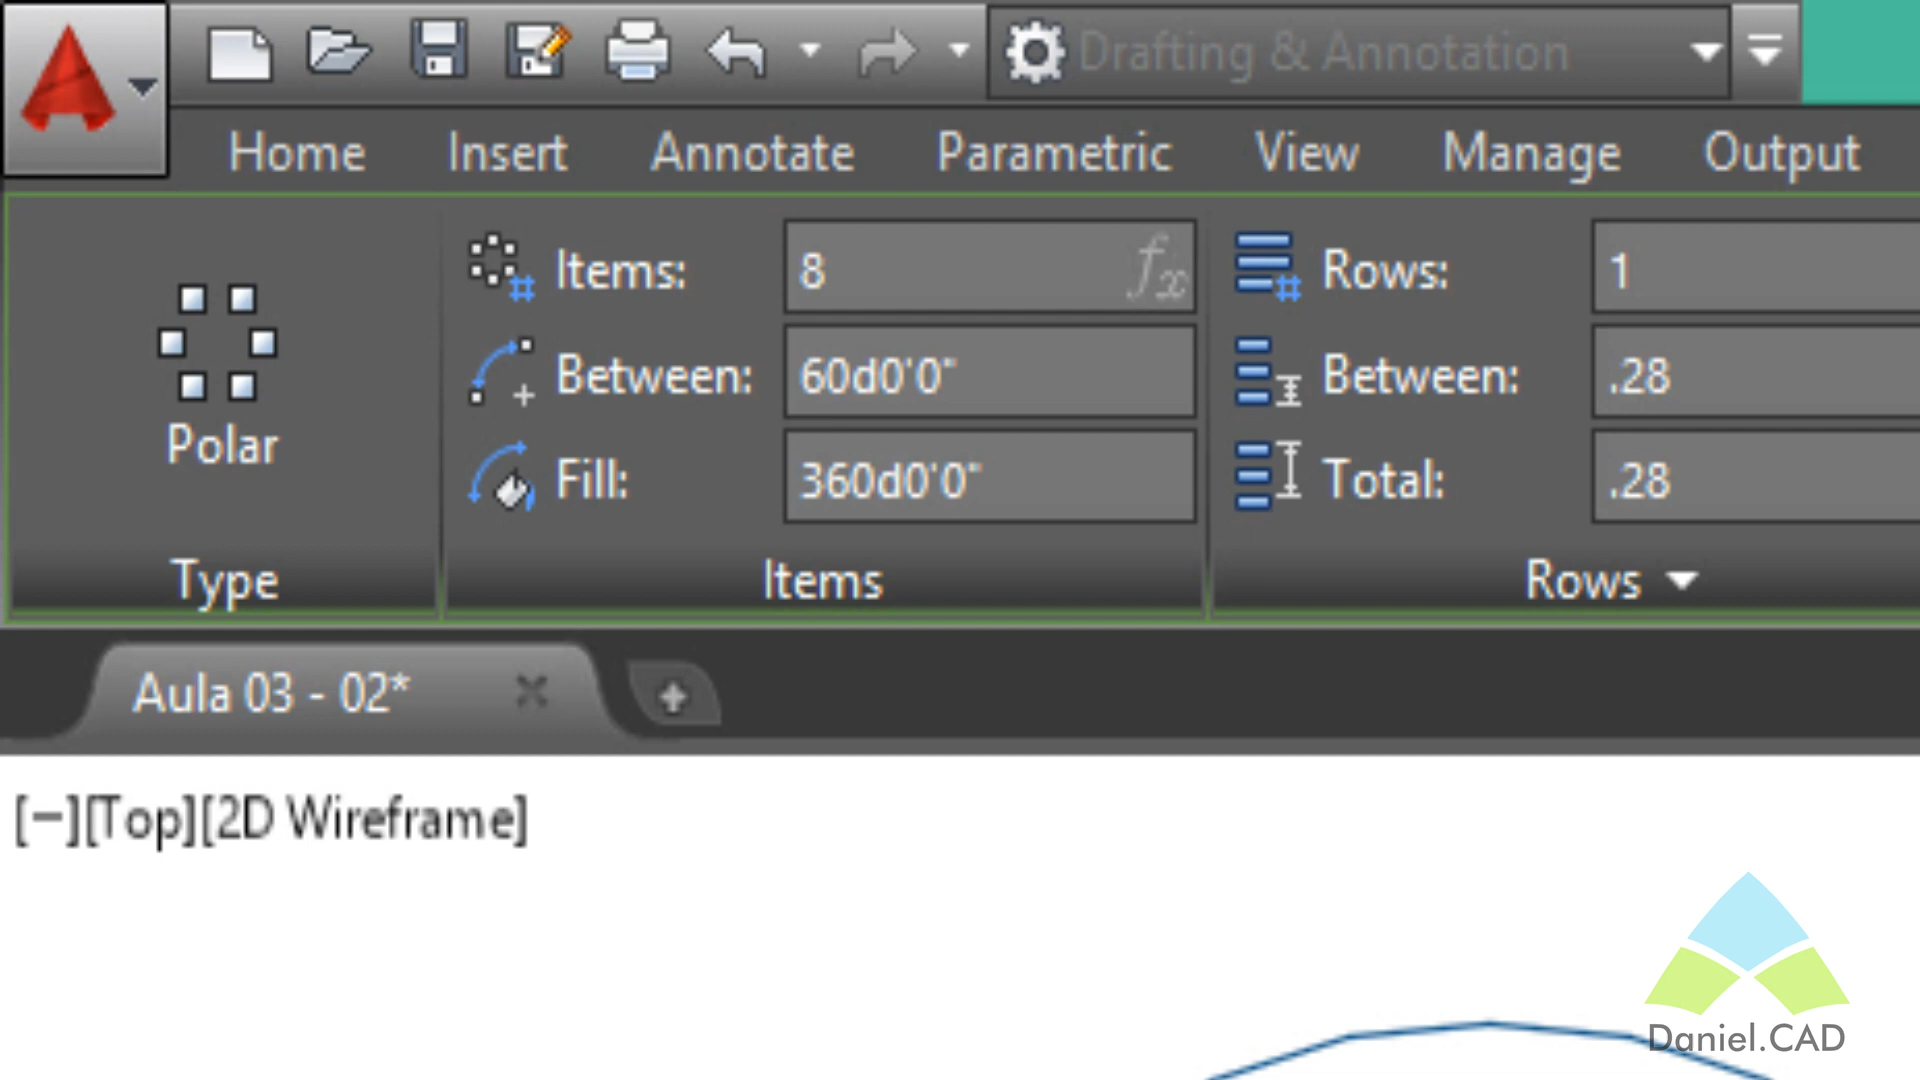 Drafting & Annotation
Home Insert Annotate Parametric View Manage Output
Items: 8 fx Rows: 1
Between: 60d0'0" Between: .28
Polar
Fill: 360d0'0" Total: .28
Type Items Rows
Aula 03 - 02*
[−][Top][2D Wireframe]
Daniel.CAD